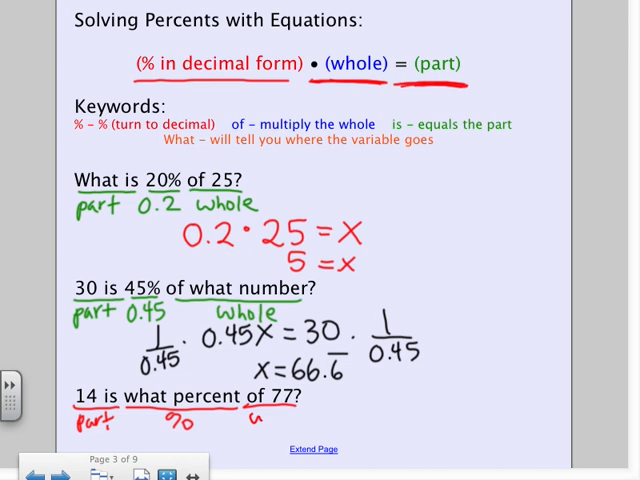 Solving Percents with Equations:
(% in decimal form) • (whole) = (part)
Keywords:
% - % (turn to decimal) of - multiply the whole is - equals the part
What - will tell you where the variable goes
What is 20% of 25?
part 0.2 whole
0.2 · 25 = x
5 = x
30 is 45% of what number?
part 0.45 whole
1/0.45 · 0.45x = 30 · 1/0.45
x = 66.6̅
14 is what percent of 77?
part %
Extend Page
Page 3 of 9